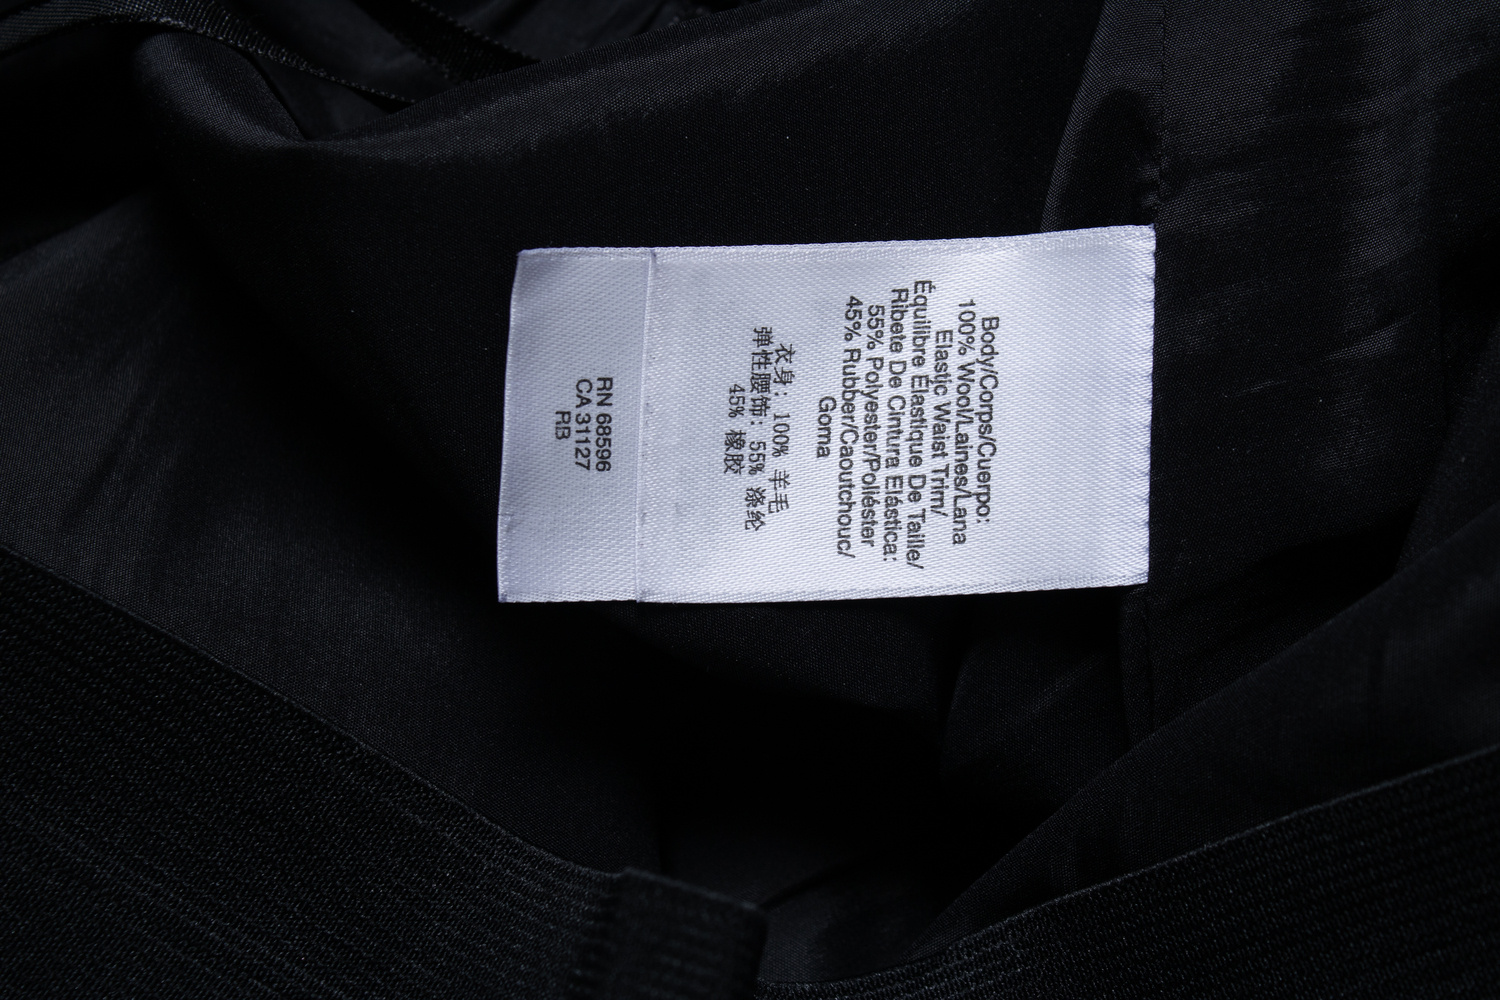 Body/Corps/Cuerpo:
100% Wool/Laines/Lana
Elastic Waist Trim/
Équilibre Élastique De Taille/
Ribete De Cintura Elástica:
55% Polyester/Poliéster
45% Rubber/Caoutchouc/
Goma
衣身: 100% 羊毛
弹性腰饰: 55% 涤纶
45% 橡胶
RN 68596
CA 31127
RB